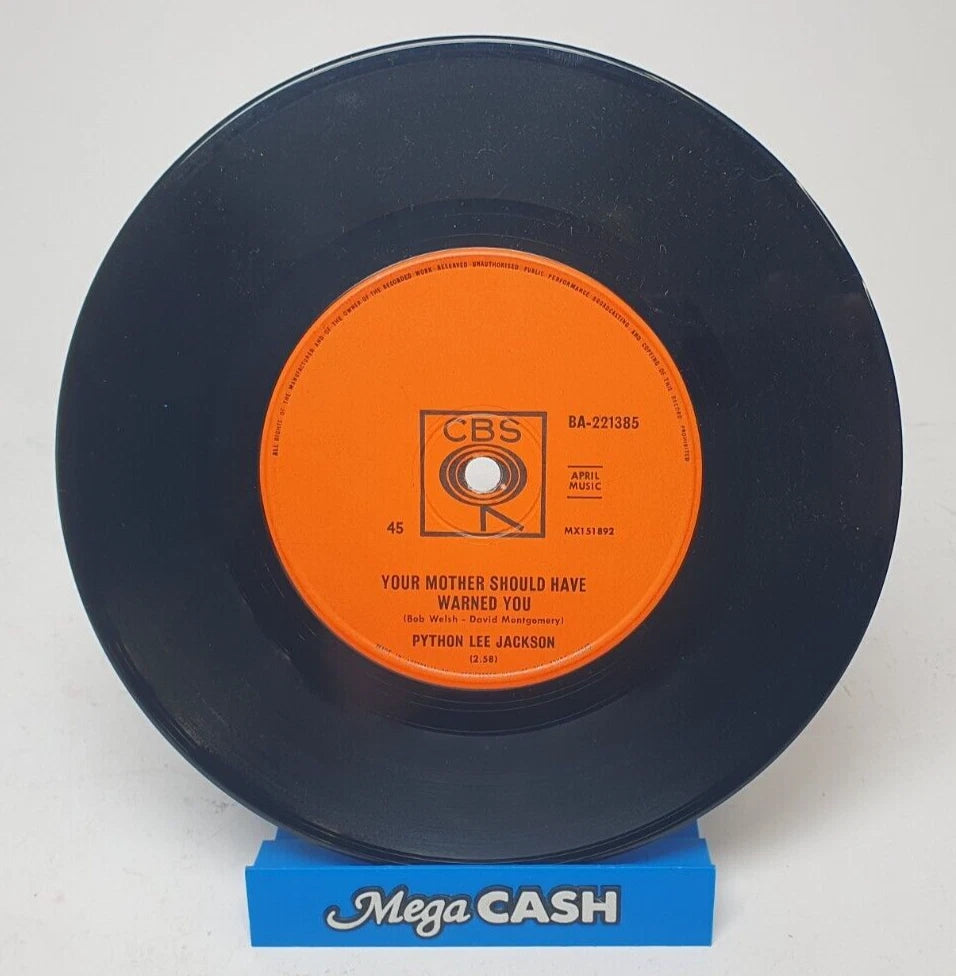 ALL RIGHTS OF THE MANUFACTURER AND OF THE OWNER OF THE RECORDED WORK RESERVED UNAUTHORISED PUBLIC PERFORMANCE BROADCASTING AND COPYING OF THIS RECORD PROHIBITED
CBS
BA-221385
APRIL
MUSIC
45
MX151892
YOUR MOTHER SHOULD HAVE
WARNED YOU
(Bob Welsh - David Montgomery)
PYTHON LEE JACKSON
(2.58)
Mega CASH